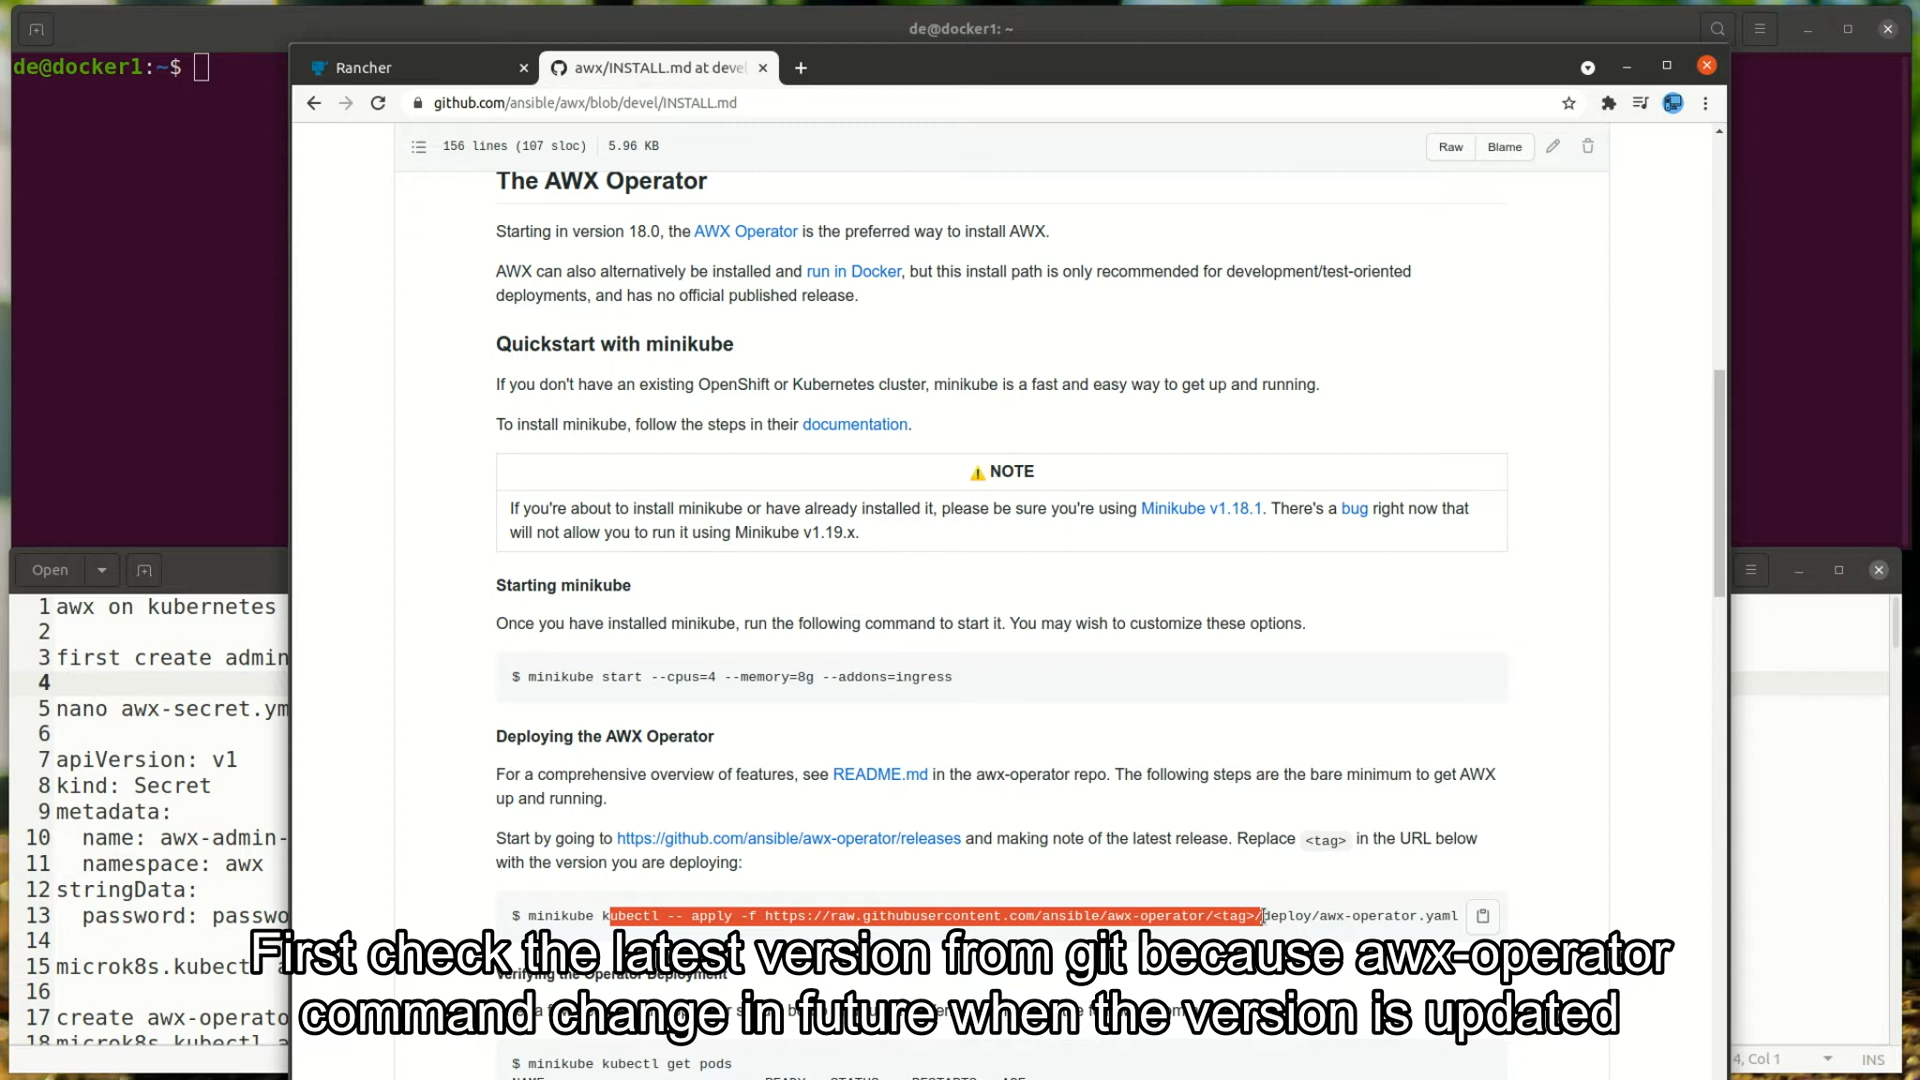 de@docker1: ~
de@docker1:~$
Rancher
awx/INSTALL.md at devel
github.com/ansible/awx/blob/devel/INSTALL.md
156 lines (107 sloc) 5.96 KB
Raw Blame
The AWX Operator
Starting in version 18.0, the AWX Operator is the preferred way to install AWX.
AWX can also alternatively be installed and run in Docker, but this install path is only recommended for development/test-oriented
deployments, and has no official published release.
Quickstart with minikube
If you don't have an existing OpenShift or Kubernetes cluster, minikube is a fast and easy way to get up and running.
To install minikube, follow the steps in their documentation.
⚠ NOTE
If you're about to install minikube or have already installed it, please be sure you're using Minikube v1.18.1. There's a bug right now that
will not allow you to run it using Minikube v1.19.x.
Starting minikube
Once you have installed minikube, run the following command to start it. You may wish to customize these options.
$ minikube start --cpus=4 --memory=8g --addons=ingress
Deploying the AWX Operator
For a comprehensive overview of features, see README.md in the awx-operator repo. The following steps are the bare minimum to get AWX
up and running.
Start by going to https://github.com/ansible/awx-operator/releases and making note of the latest release. Replace <tag> in the URL below
with the version you are deploying:
$ minikube kubectl -- apply -f https://raw.githubusercontent.com/ansible/awx-operator/<tag>/deploy/awx-operator.yaml
Verifying the Operator Deployment
$ minikube kubectl get pods
NAME READY STATUS RESTARTS AGE
Open
1 awx on kubernetes
2
3 first create admin
4
5 nano awx-secret.ym
6
7 apiVersion: v1
8 kind: Secret
9 metadata:
10 name: awx-admin-
11 namespace: awx
12 stringData:
13 password: passwo
14
15 microk8s.kubectl
16
17 create awx-operato
18 microk8s.kubectl a
4, Col 1 INS
First check the latest version from git because awx-operator
command change in future when the version is updated